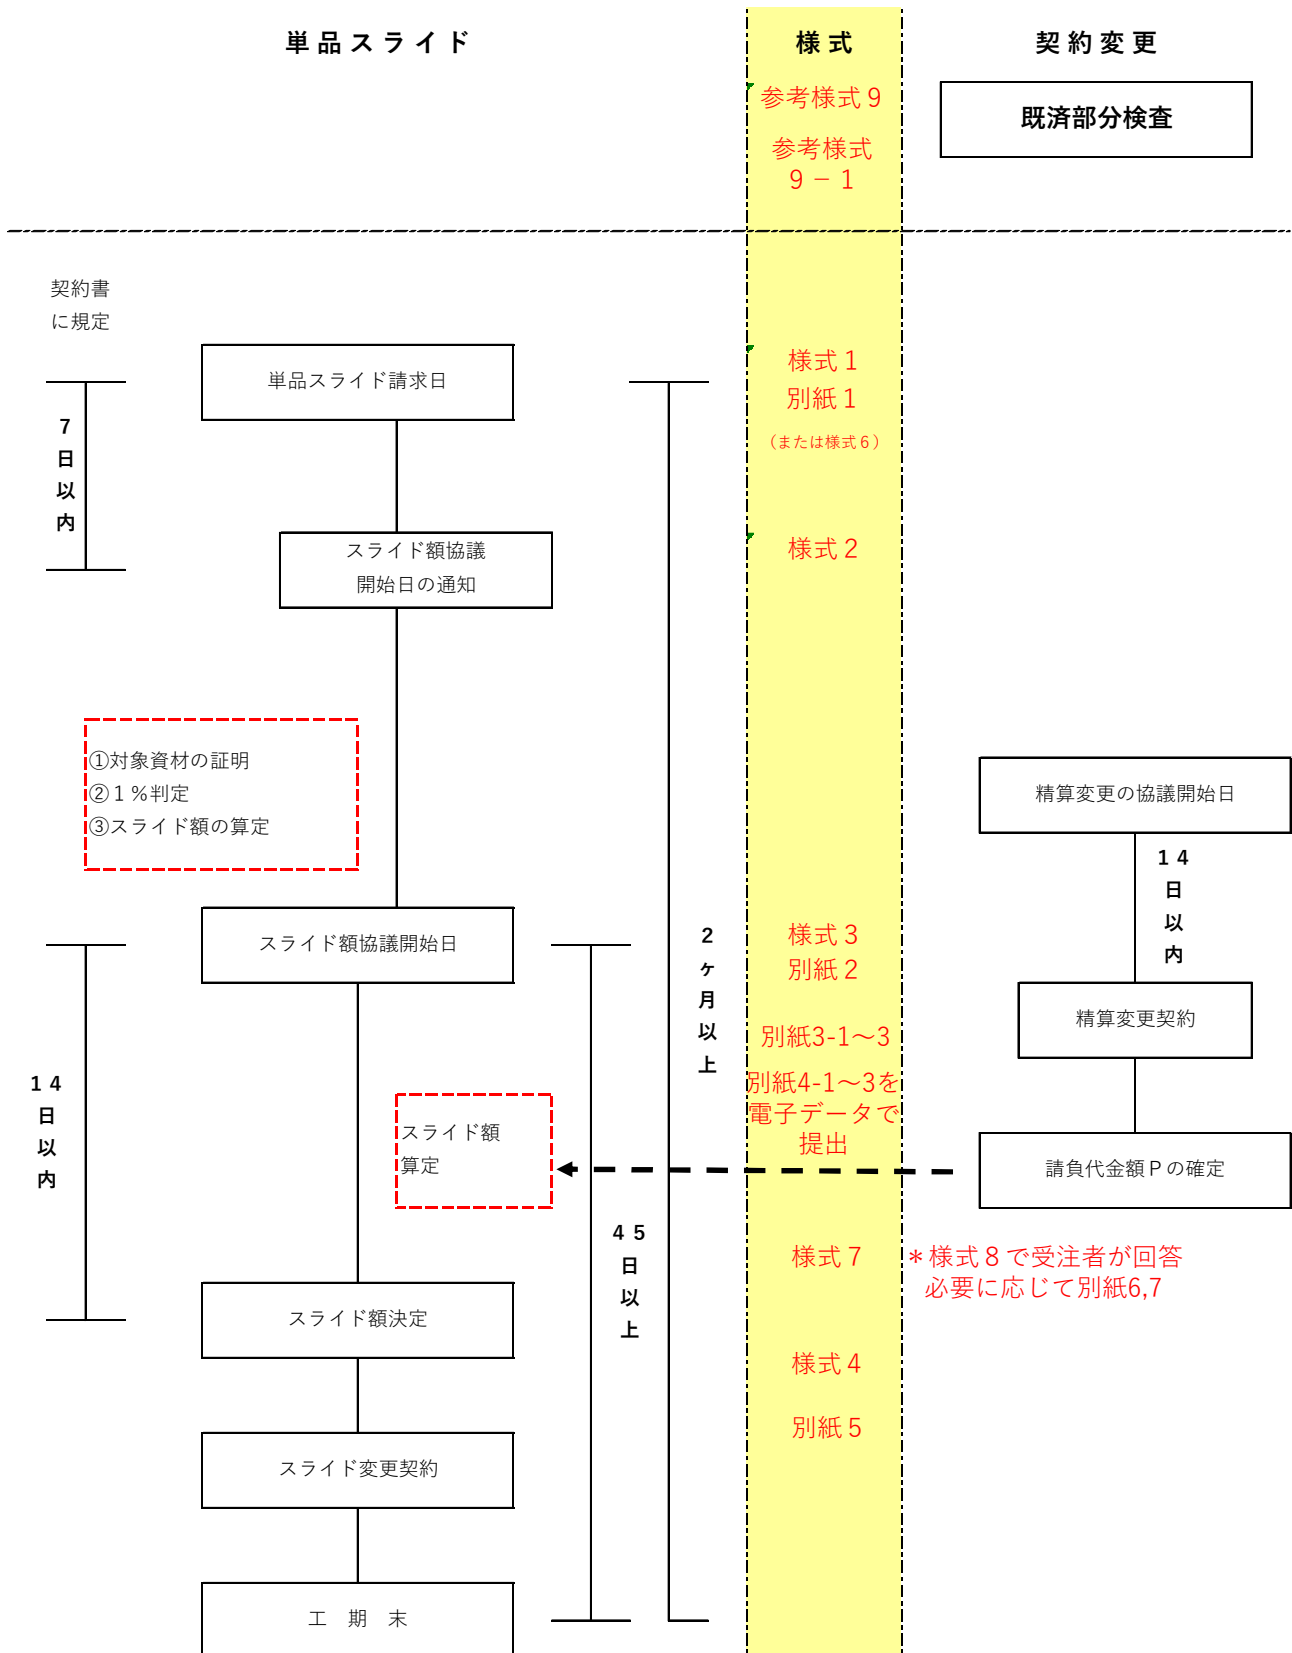 単品スライド
様式
契約変更
参考様式９
参考様式
９－１
既済部分検査
契約書
に規定
単品スライド請求日
7
日
以
内
様式１
別紙１
（または様式６）
スライド額協議
開始日の通知
様式２
①対象資材の証明
②１％判定
③スライド額の算定
精算変更の協議開始日
14
日
以
内
スライド額協議開始日
2
ヶ
月
以
上
様式３
別紙２
精算変更契約
別紙3-1～3
別紙4-1～3を
電子データで
提出
14
日
以
内
スライド額
算定
請負代金額Ｐの確定
45
日
以
上
様式７
＊様式８で受注者が回答
必要に応じて別紙6,7
スライド額決定
様式４
別紙５
スライド変更契約
工　期　末